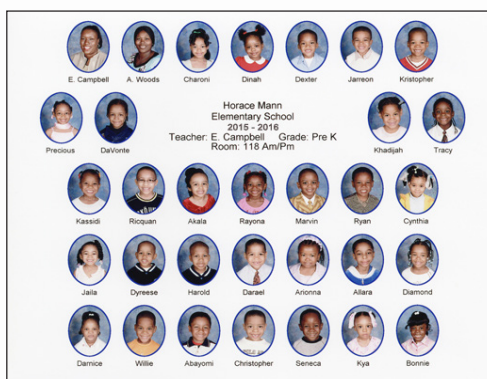 E. Campbell A. Woods Charoni Dinah Dexter Jarreon Kristopher
Horace Mann
Elementary School
2015 - 2016
Teacher: E. Campbell Grade: Pre K
Room: 118 Am/Pm
Precious DaVonte Khadijah Tracy
Kassidi Ricquan Akala Rayona Marvin Ryan Cynthia
Jaila Dyreese Harold Darael Arionna Allara Diamond
Darnice Willie Abayomi Christopher Seneca Kya Bonnie